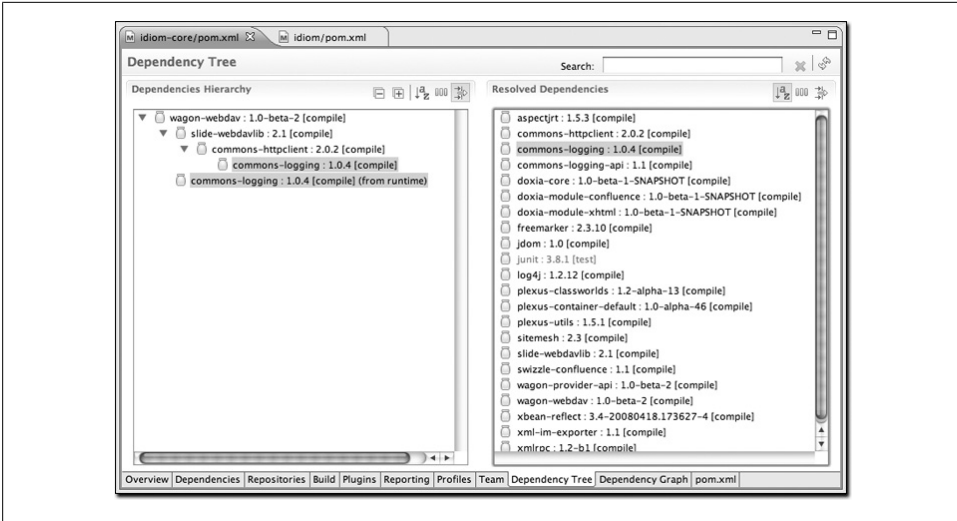 idiom-core/pom.xml
idiom/pom.xml
Dependency Tree
Search:
Dependencies Hierarchy
wagon-webdav : 1.0-beta-2 [compile]
slide-webdavlib : 2.1 [compile]
commons-httpclient : 2.0.2 [compile]
commons-logging : 1.0.4 [compile]
commons-logging : 1.0.4 [compile] (from runtime)
Resolved Dependencies
aspectjrt : 1.5.3 [compile]
commons-httpclient : 2.0.2 [compile]
commons-logging : 1.0.4 [compile]
commons-logging-api : 1.1 [compile]
doxia-core : 1.0-beta-1-SNAPSHOT [compile]
doxia-module-confluence : 1.0-beta-1-SNAPSHOT [compile]
doxia-module-xhtml : 1.0-beta-1-SNAPSHOT [compile]
freemarker : 2.3.10 [compile]
jdom : 1.0 [compile]
junit : 3.8.1 [test]
log4j : 1.2.12 [compile]
plexus-classworlds : 1.2-alpha-13 [compile]
plexus-container-default : 1.0-alpha-46 [compile]
plexus-utils : 1.5.1 [compile]
sitemesh : 2.3 [compile]
slide-webdavlib : 2.1 [compile]
swizzle-confluence : 1.1 [compile]
wagon-provider-api : 1.0-beta-2 [compile]
wagon-webdav : 1.0-beta-2 [compile]
xbean-reflect : 3.4-20080418.173627-4 [compile]
xml-im-exporter : 1.1 [compile]
xmlrpc : 1.2-b1 [compile]
Overview Dependencies Repositories Build Plugins Reporting Profiles Team Dependency Tree Dependency Graph pom.xml